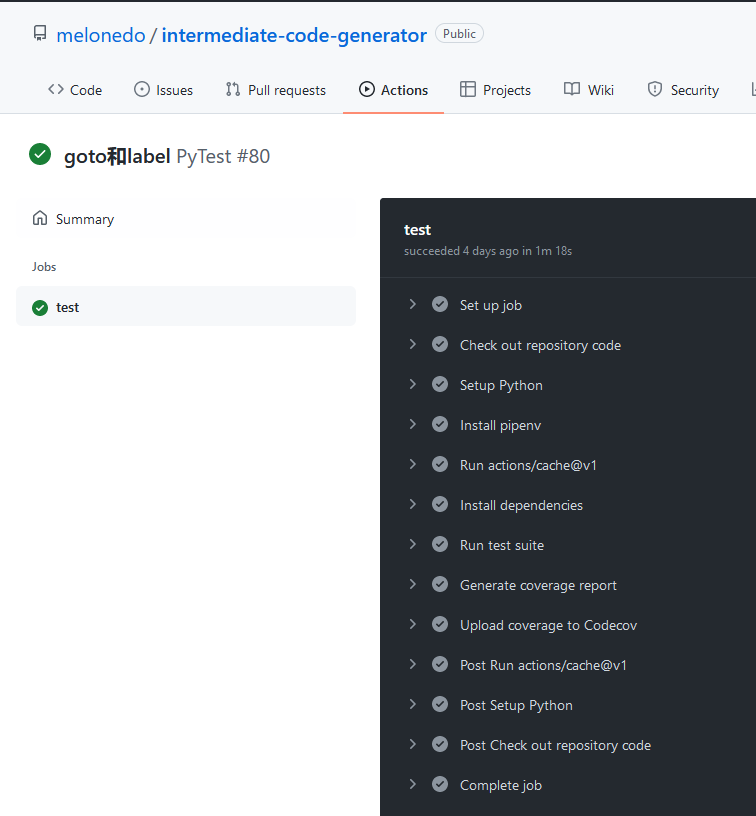 melonedo / intermediate-code-generator Public
Code Issues Pull requests Actions Projects Wiki Security
goto和label PyTest #80
Summary
Jobs
test
test
succeeded 4 days ago in 1m 18s
Set up job
Check out repository code
Setup Python
Install pipenv
Run actions/cache@v1
Install dependencies
Run test suite
Generate coverage report
Upload coverage to Codecov
Post Run actions/cache@v1
Post Setup Python
Post Check out repository code
Complete job